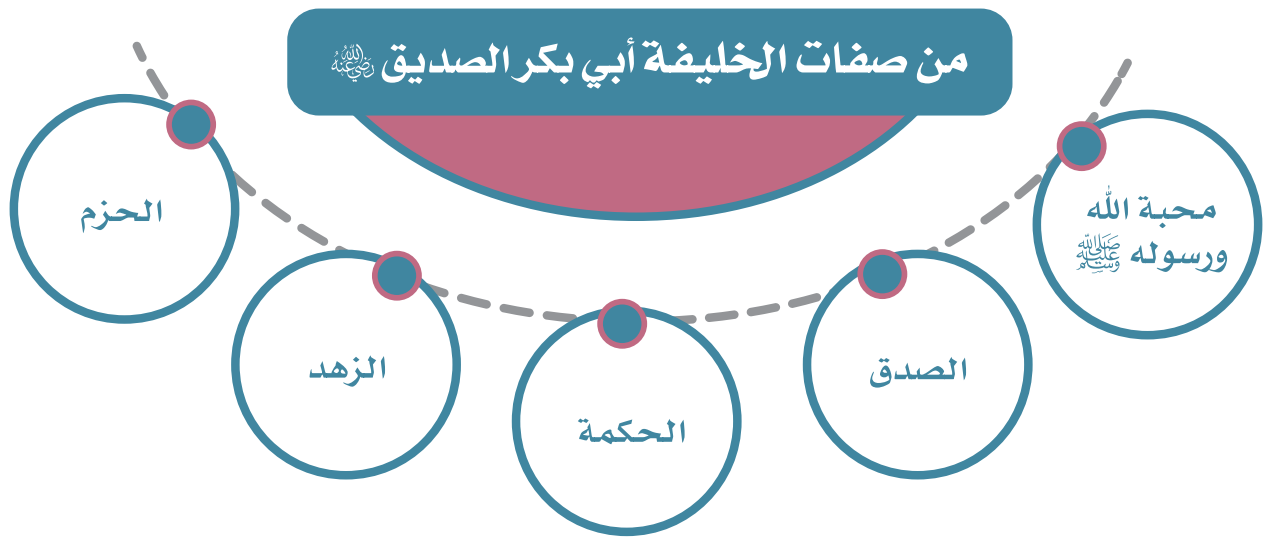 من صفات الخليفة أبي بكر الصديق رضي الله عنه
محبة الله
ورسوله ﷺ
الصدق
الحكمة
الزهد
الحزم